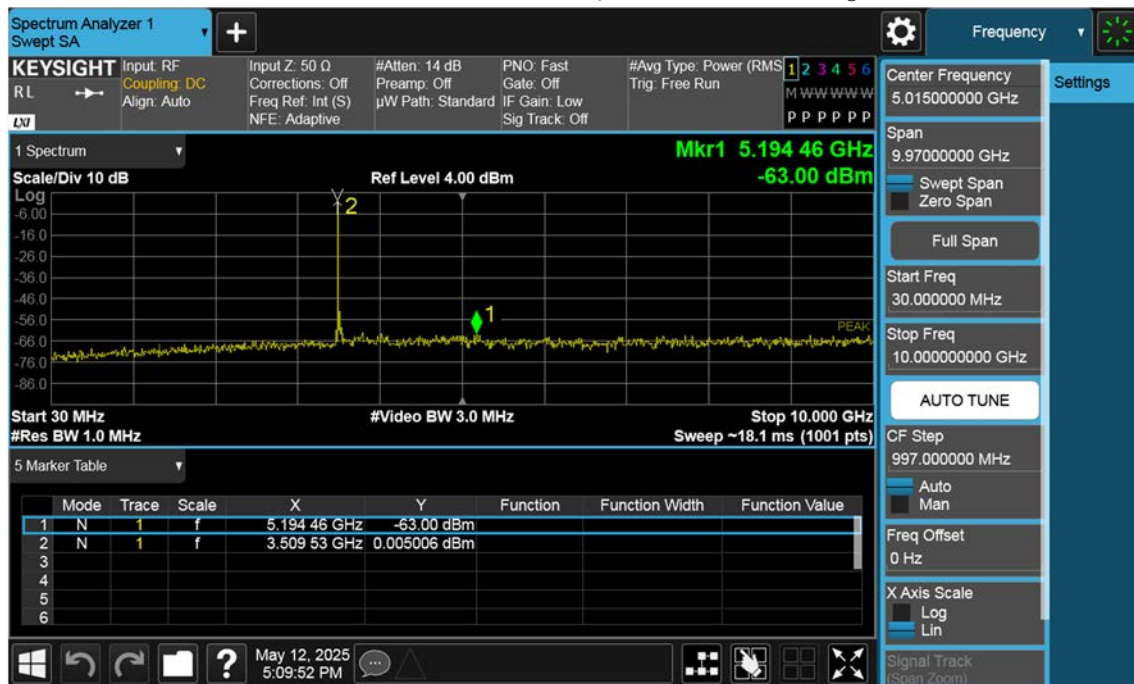 Spectrum Analyzer 1
Swept SA
+
Frequency
KEYSIGHT
RL
LXI
Input: RF
Coupling: DC
Align: Auto
Input Z: 50 Ω
Corrections: Off
Freq Ref: Int (S)
NFE: Adaptive
#Atten: 14 dB
Preamp: Off
µW Path: Standard
PNO: Fast
Gate: Off
IF Gain: Low
Sig Track: Off
#Avg Type: Power (RMS
Trig: Free Run
1 2 3 4 5 6
M W W W W W
P P P P P P
Center Frequency
5.015000000 GHz
Settings
1 Spectrum
Scale/Div 10 dB
Ref Level 4.00 dBm
Mkr1 5.194 46 GHz
-63.00 dBm
Log
-6.00
-16.0
-26.0
-36.0
-46.0
-56.0
-66.0
-76.0
-86.0
2
1
PEAK
Start 30 MHz
#Video BW 3.0 MHz
Stop 10.000 GHz
#Res BW 1.0 MHz
Sweep ~18.1 ms (1001 pts)
Span
9.97000000 GHz
Swept Span
Zero Span
Full Span
Start Freq
30.000000 MHz
Stop Freq
10.000000000 GHz
AUTO TUNE
CF Step
997.000000 MHz
Auto
Man
Freq Offset
0 Hz
X Axis Scale
Log
Lin
Signal Track
(Span Zoom)
5 Marker Table
Mode Trace Scale X Y Function Function Width Function Value
1 N 1 f 5.194 46 GHz -63.00 dBm
2 N 1 f 3.509 53 GHz 0.005006 dBm
3
4
5
6
?
May 12, 2025
5:09:52 PM